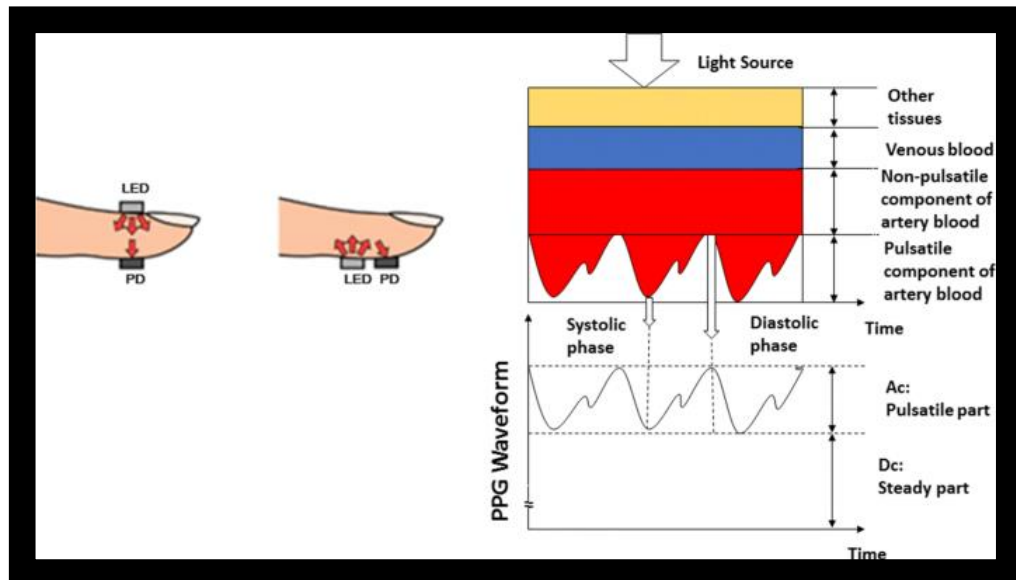 LED
PD
LED PD
Light Source
Other
tissues
Venous blood
Non-pulsatile
component of
artery blood
Pulsatile
component of
artery blood
Time
Systolic
phase
Diastolic
phase
PPG Waveform
Ac:
Pulsatile part
Dc:
Steady part
Time